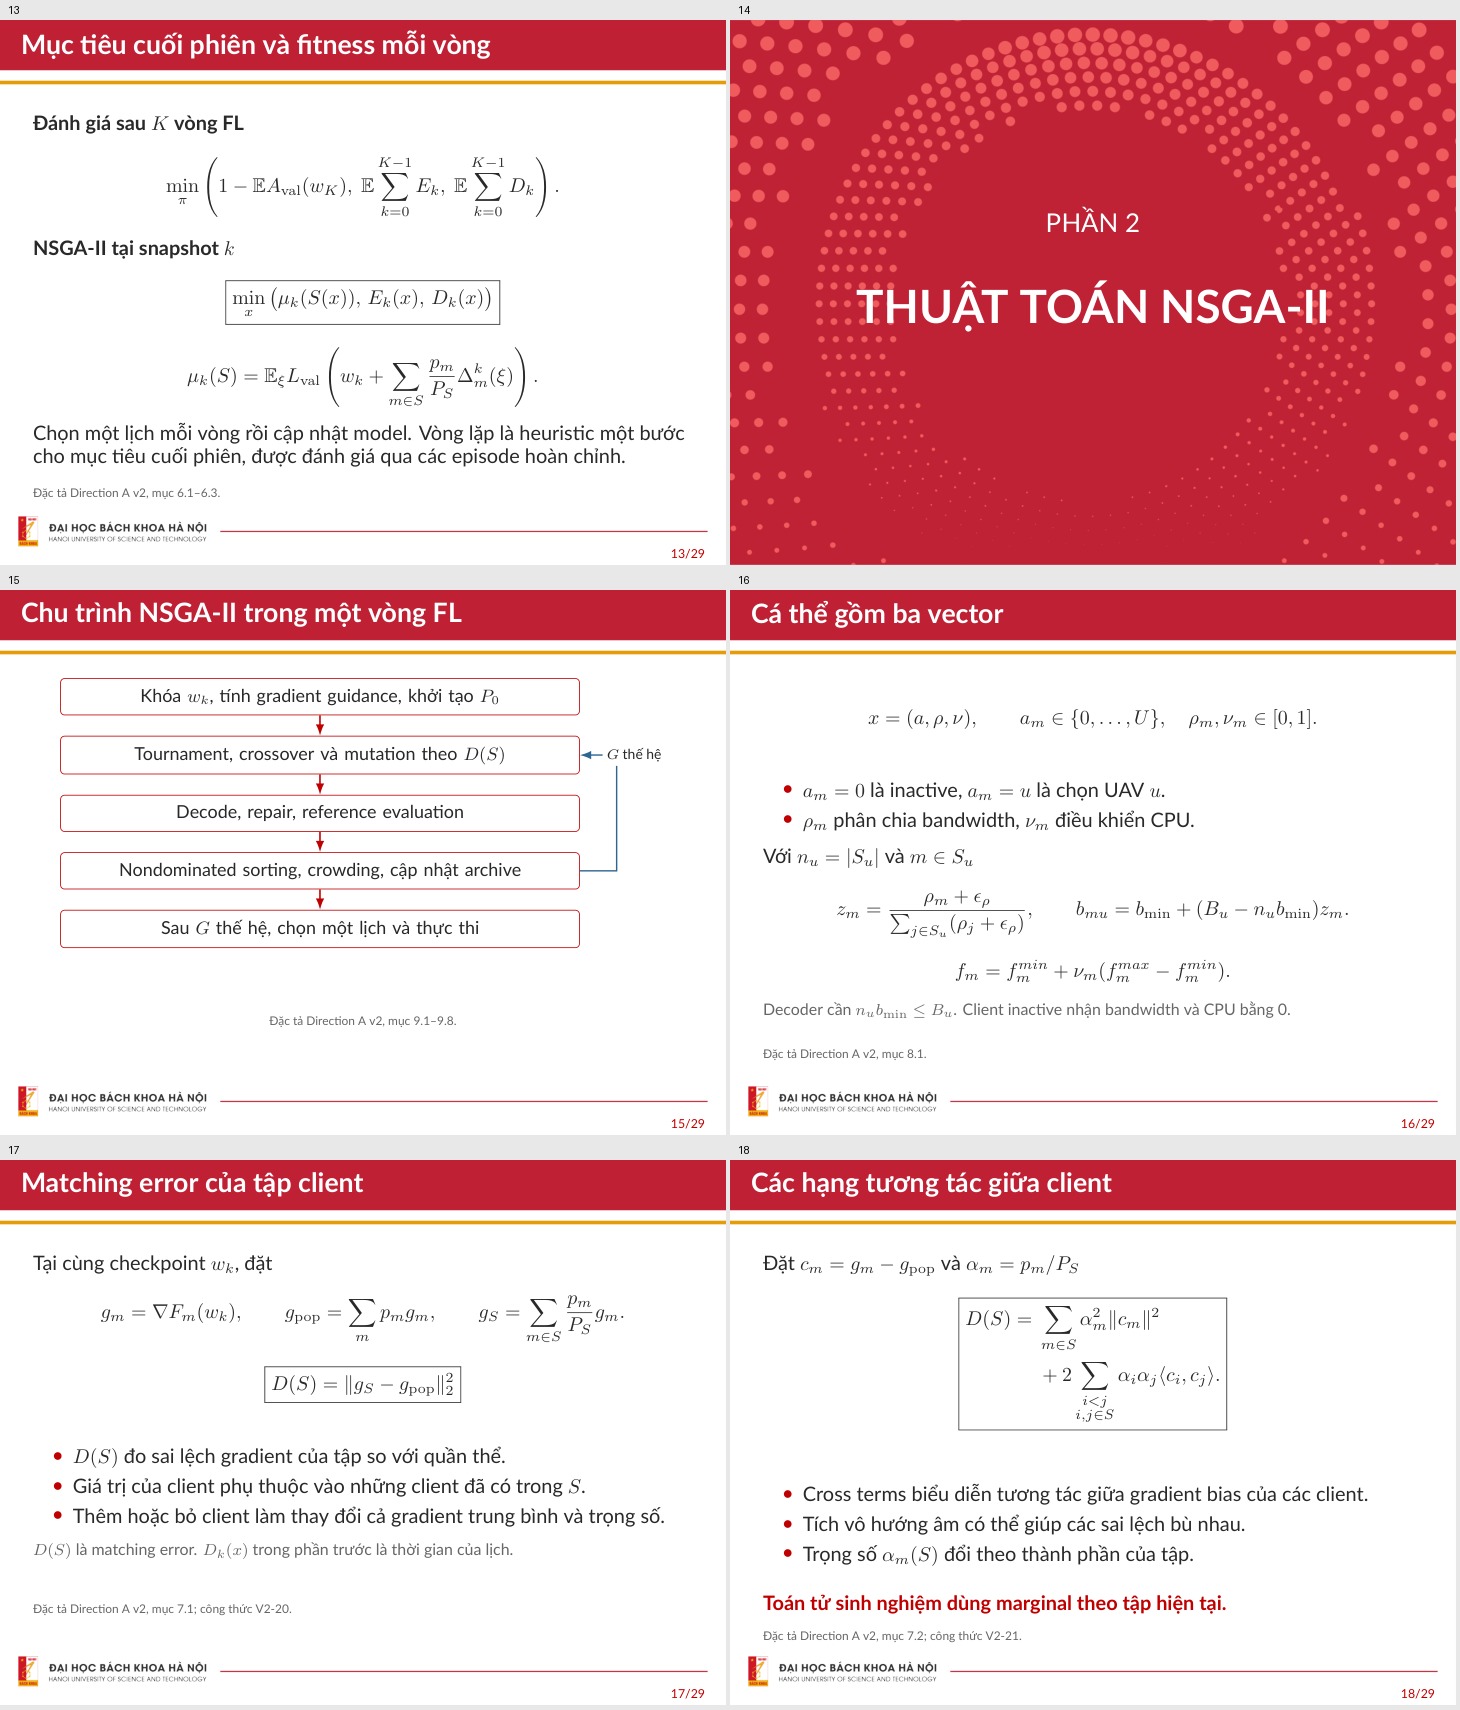 13
Mục tiêu cuối phiên và fitness mỗi vòng
Đánh giá sau K vòng FL
min_π ( 1 − 𝔼A_val(w_K), 𝔼 ∑_{k=0}^{K−1} E_k, 𝔼 ∑_{k=0}^{K−1} D_k ) .
NSGA-II tại snapshot k
min_x (μ_k(S(x)), E_k(x), D_k(x))
μ_k(S) = 𝔼_ξ L_val ( w_k + ∑_{m∈S} p_m/P_S Δ_m^k(ξ) ) .
Chọn một lịch mỗi vòng rồi cập nhật model. Vòng lặp là heuristic một bước
cho mục tiêu cuối phiên, được đánh giá qua các episode hoàn chỉnh.
Đặc tả Direction A v2, mục 6.1–6.3.
ĐẠI HỌC BÁCH KHOA HÀ NỘI
HANOI UNIVERSITY OF SCIENCE AND TECHNOLOGY
13/29
14
PHẦN 2
THUẬT TOÁN NSGA-II
15
Chu trình NSGA-II trong một vòng FL
Khóa w_k, tính gradient guidance, khởi tạo P_0
Tournament, crossover và mutation theo D(S)
G thế hệ
Decode, repair, reference evaluation
Nondominated sorting, crowding, cập nhật archive
Sau G thế hệ, chọn một lịch và thực thi
Đặc tả Direction A v2, mục 9.1–9.8.
ĐẠI HỌC BÁCH KHOA HÀ NỘI
HANOI UNIVERSITY OF SCIENCE AND TECHNOLOGY
15/29
16
Cá thể gồm ba vector
x = (a, ρ, ν), a_m ∈ {0, . . . , U}, ρ_m, ν_m ∈ [0, 1].
• a_m = 0 là inactive, a_m = u là chọn UAV u.
• ρ_m phân chia bandwidth, ν_m điều khiển CPU.
Với n_u = |S_u| và m ∈ S_u
z_m = (ρ_m + ϵ_ρ) / ∑_{j∈S_u}(ρ_j + ϵ_ρ), b_{mu} = b_min + (B_u − n_u b_min)z_m.
f_m = f_m^{min} + ν_m(f_m^{max} − f_m^{min}).
Decoder cần n_u b_min ≤ B_u. Client inactive nhận bandwidth và CPU bằng 0.
Đặc tả Direction A v2, mục 8.1.
ĐẠI HỌC BÁCH KHOA HÀ NỘI
HANOI UNIVERSITY OF SCIENCE AND TECHNOLOGY
16/29
17
Matching error của tập client
Tại cùng checkpoint w_k, đặt
g_m = ∇F_m(w_k), g_pop = ∑_m p_m g_m, g_S = ∑_{m∈S} p_m/P_S g_m.
D(S) = ‖g_S − g_pop‖_2^2
• D(S) đo sai lệch gradient của tập so với quần thể.
• Giá trị của client phụ thuộc vào những client đã có trong S.
• Thêm hoặc bỏ client làm thay đổi cả gradient trung bình và trọng số.
D(S) là matching error. D_k(x) trong phần trước là thời gian của lịch.
Đặc tả Direction A v2, mục 7.1; công thức V2-20.
ĐẠI HỌC BÁCH KHOA HÀ NỘI
HANOI UNIVERSITY OF SCIENCE AND TECHNOLOGY
17/29
18
Các hạng tương tác giữa client
Đặt c_m = g_m − g_pop và α_m = p_m/P_S
D(S) = ∑_{m∈S} α_m^2 ‖c_m‖^2
+ 2 ∑_{i<j i,j∈S} α_i α_j ⟨c_i, c_j⟩.
• Cross terms biểu diễn tương tác giữa gradient bias của các client.
• Tích vô hướng âm có thể giúp các sai lệch bù nhau.
• Trọng số α_m(S) đổi theo thành phần của tập.
Toán tử sinh nghiệm dùng marginal theo tập hiện tại.
Đặc tả Direction A v2, mục 7.2; công thức V2-21.
ĐẠI HỌC BÁCH KHOA HÀ NỘI
HANOI UNIVERSITY OF SCIENCE AND TECHNOLOGY
18/29